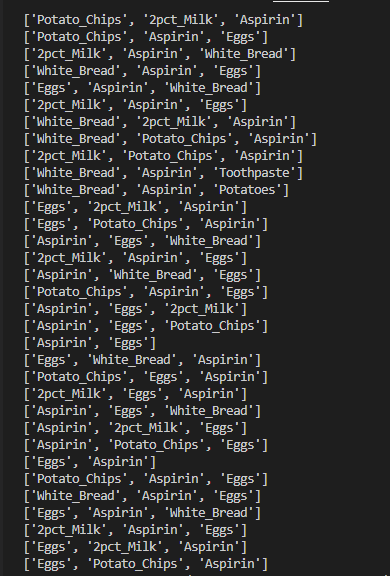 ['Potato_Chips', '2pct_Milk', 'Aspirin']
['Potato_Chips', 'Aspirin', 'Eggs']
['2pct_Milk', 'Aspirin', 'White_Bread']
['White_Bread', 'Aspirin', 'Eggs']
['Eggs', 'Aspirin', 'White_Bread']
['2pct_Milk', 'Aspirin', 'Eggs']
['White_Bread', '2pct_Milk', 'Aspirin']
['White_Bread', 'Potato_Chips', 'Aspirin']
['2pct_Milk', 'Potato_Chips', 'Aspirin']
['White_Bread', 'Aspirin', 'Toothpaste']
['White_Bread', 'Aspirin', 'Potatoes']
['Eggs', '2pct_Milk', 'Aspirin']
['Eggs', 'Potato_Chips', 'Aspirin']
['Aspirin', 'Eggs', 'White_Bread']
['2pct_Milk', 'Aspirin', 'Eggs']
['Aspirin', 'White_Bread', 'Eggs']
['Potato_Chips', 'Aspirin', 'Eggs']
['Aspirin', 'Eggs', '2pct_Milk']
['Aspirin', 'Eggs', 'Potato_Chips']
['Aspirin', 'Eggs']
['Eggs', 'White_Bread', 'Aspirin']
['Potato_Chips', 'Eggs', 'Aspirin']
['2pct_Milk', 'Eggs', 'Aspirin']
['Aspirin', 'Eggs', 'White_Bread']
['Aspirin', '2pct_Milk', 'Eggs']
['Aspirin', 'Potato_Chips', 'Eggs']
['Eggs', 'Aspirin']
['Potato_Chips', 'Aspirin', 'Eggs']
['White_Bread', 'Aspirin', 'Eggs']
['Eggs', 'Aspirin', 'White_Bread']
['2pct_Milk', 'Aspirin', 'Eggs']
['Eggs', '2pct_Milk', 'Aspirin']
['Eggs', 'Potato_Chips', 'Aspirin']